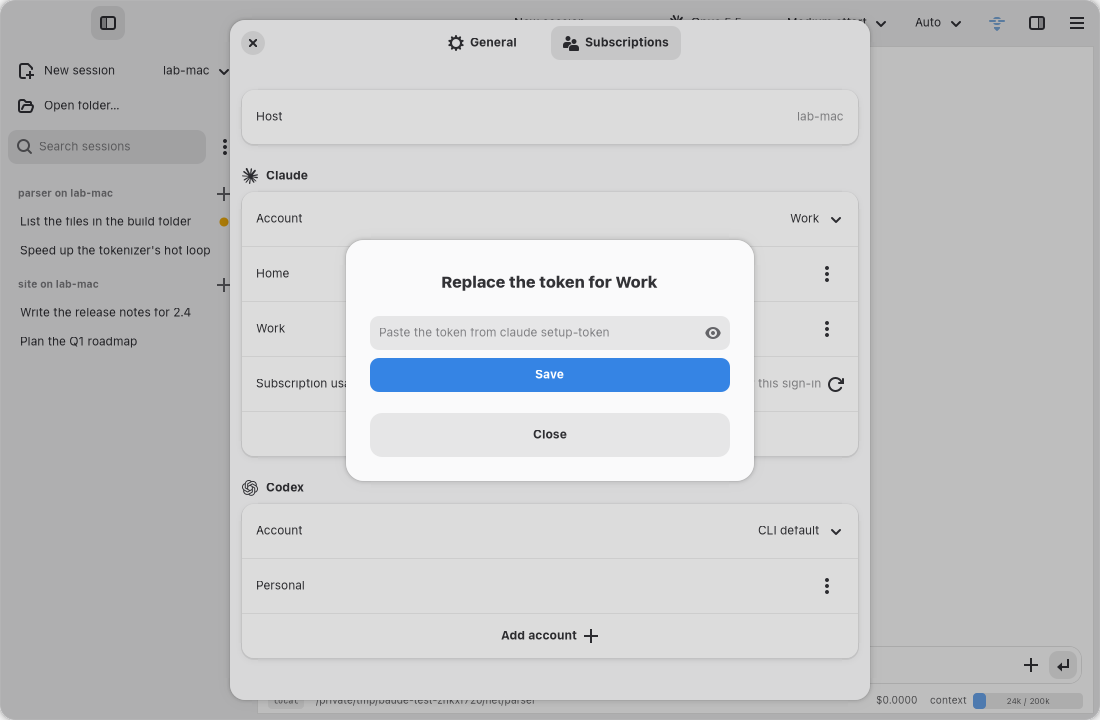 Auto
New session
lab-mac
Open folder...
Search sessions
parser on lab-mac
List the files in the build folder
Speed up the tokenizer's hot loop
site on lab-mac
Write the release notes for 2.4
Plan the Q1 roadmap
General
Subscriptions
Host
lab-mac
Claude
Account
Work
Home
Work
Subscription
this sign-in
Replace the token for Work
Paste the token from claude setup-token
Save
Close
Codex
Account
CLI default
Personal
Add account
$0.0000
context
24k / 200k